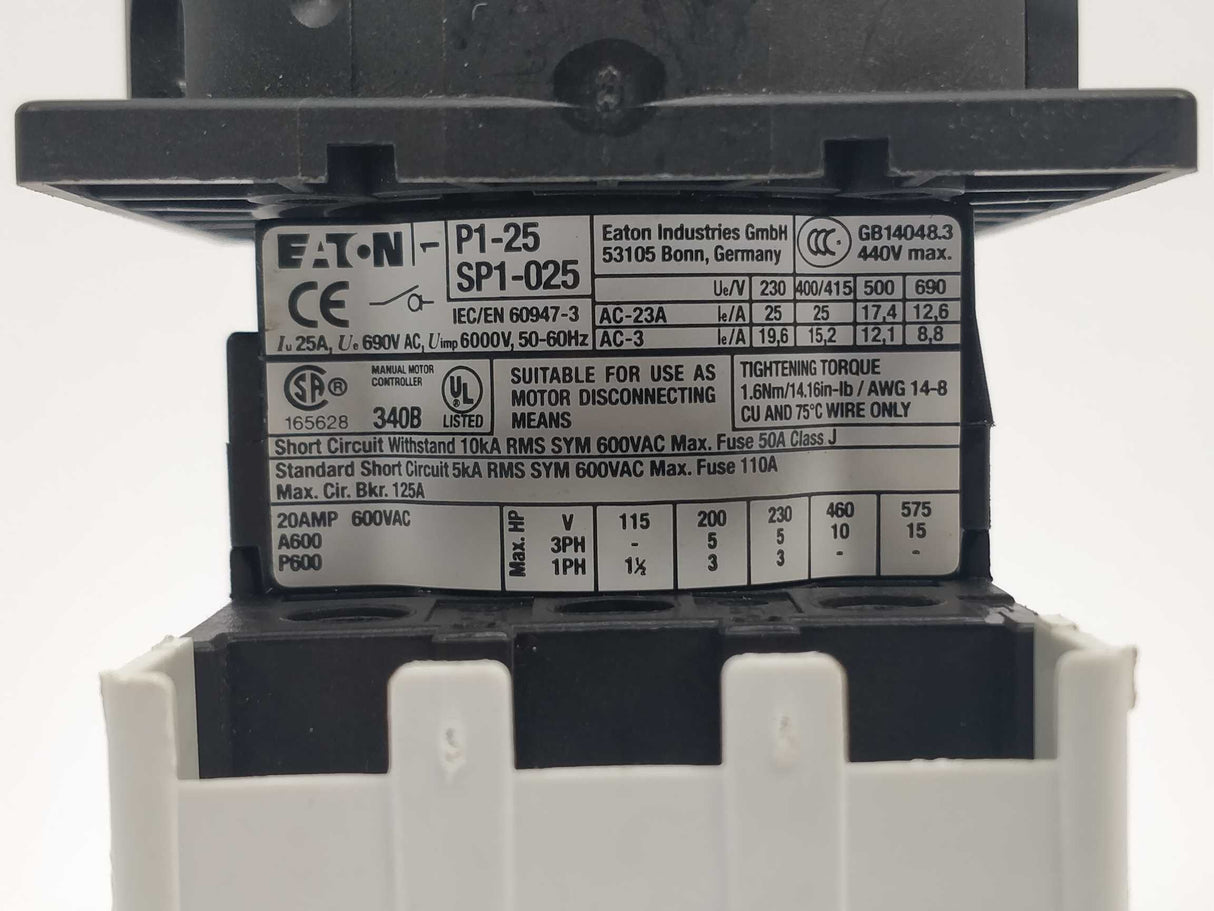 EATON 1
P1-25
SP1-025
Eaton Industries GmbH
53105 Bonn, Germany
CCC
GB14048.3
440V max.
CE
IEC/EN 60947-3
Iu 25A, Ue 690V AC, Uimp 6000V, 50-60Hz
Ue/V 230 400/415 500 690
AC-23A Ie/A 25 25 17,4 12,6
AC-3 Ie/A 19,6 15,2 12,1 8,8
SA ®
165628
MANUAL MOTOR
CONTROLLER
340B
UL ®
LISTED
SUITABLE FOR USE AS
MOTOR DISCONNECTING
MEANS
TIGHTENING TORQUE
1.6Nm/14.16in-lb / AWG 14-8
CU AND 75°C WIRE ONLY
Short Circuit Withstand 10kA RMS SYM 600VAC Max. Fuse 50A Class J
Standard Short Circuit 5kA RMS SYM 600VAC Max. Fuse 110A
Max. Cir. Bkr. 125A
20AMP 600VAC
A600
P600
Max. HP
V 115 200 230 460 575
3PH - 5 5 10 15
1PH 1½ 3 3 - -